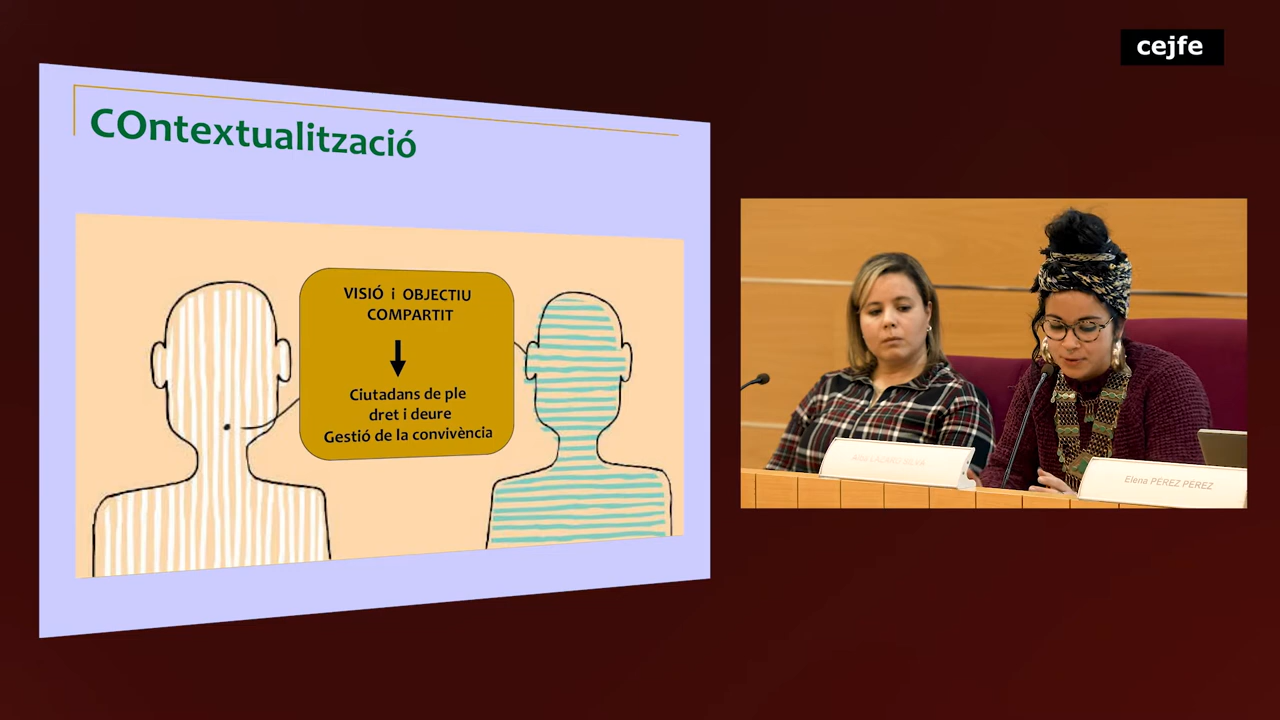 cejfe
COntextualització
VISIÓ i OBJECTIU
COMPARTIT
Ciutadans de ple
dret i deure
Gestió de la convivència
Elena PEREZ PEREZ